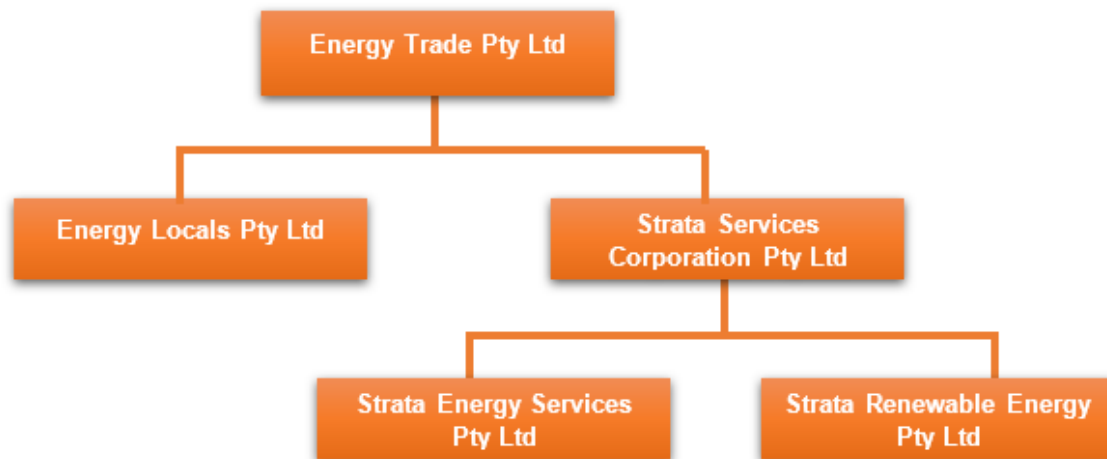 Energy Trade Pty Ltd
Energy Locals Pty Ltd
Strata Services
Corporation Pty Ltd
Strata Energy Services
Pty Ltd
Strata Renewable Energy
Pty Ltd